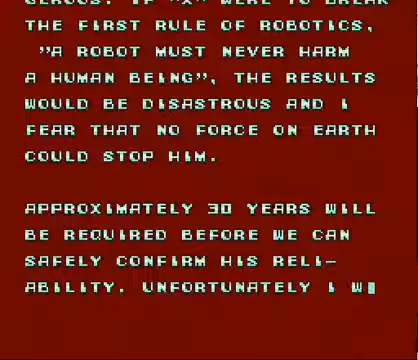 GEROUS. IF "X" WERE TO BREAK
THE FIRST RULE OF ROBOTICS,
"A ROBOT MUST NEVER HARM
A HUMAN BEING", THE RESULTS
WOULD BE DISASTROUS AND I
FEAR THAT NO FORCE ON EARTH
COULD STOP HIM.
APPROXIMATELY 30 YEARS WILL
BE REQUIRED BEFORE WE CAN
SAFELY CONFIRM HIS RELI-
ABILITY. UNFORTUNATELY I W